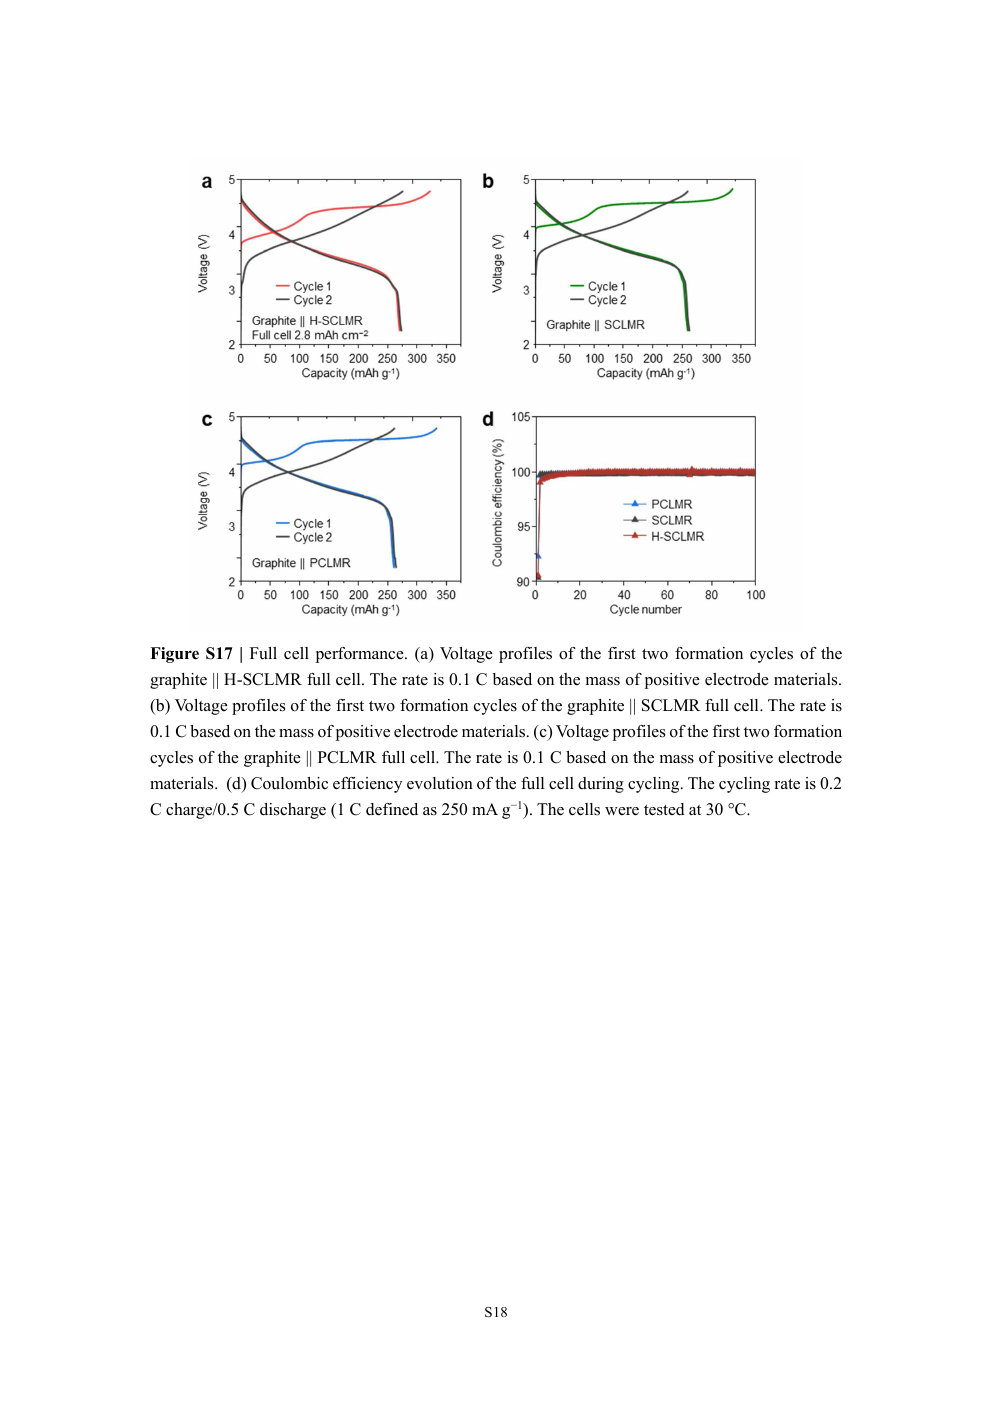 a
5
4
3
2
Voltage (V)
Cycle 1
Cycle 2
Graphite || H-SCLMR
Full cell 2.8 mAh cm⁻²
0 50 100 150 200 250 300 350
Capacity (mAh g⁻¹)
b
5
4
3
2
Voltage (V)
Cycle 1
Cycle 2
Graphite || SCLMR
0 50 100 150 200 250 300 350
Capacity (mAh g⁻¹)
c
5
4
3
2
Voltage (V)
Cycle 1
Cycle 2
Graphite || PCLMR
0 50 100 150 200 250 300 350
Capacity (mAh g⁻¹)
d
105
100
95
90
Coulombic efficiency (%)
PCLMR
SCLMR
H-SCLMR
0 20 40 60 80 100
Cycle number
Figure S17 | Full cell performance. (a) Voltage profiles of the first two formation cycles of the
graphite || H-SCLMR full cell. The rate is 0.1 C based on the mass of positive electrode materials.
(b) Voltage profiles of the first two formation cycles of the graphite || SCLMR full cell. The rate is
0.1 C based on the mass of positive electrode materials. (c) Voltage profiles of the first two formation
cycles of the graphite || PCLMR full cell. The rate is 0.1 C based on the mass of positive electrode
materials. (d) Coulombic efficiency evolution of the full cell during cycling. The cycling rate is 0.2
C charge/0.5 C discharge (1 C defined as 250 mA g⁻¹). The cells were tested at 30 °C.
S18